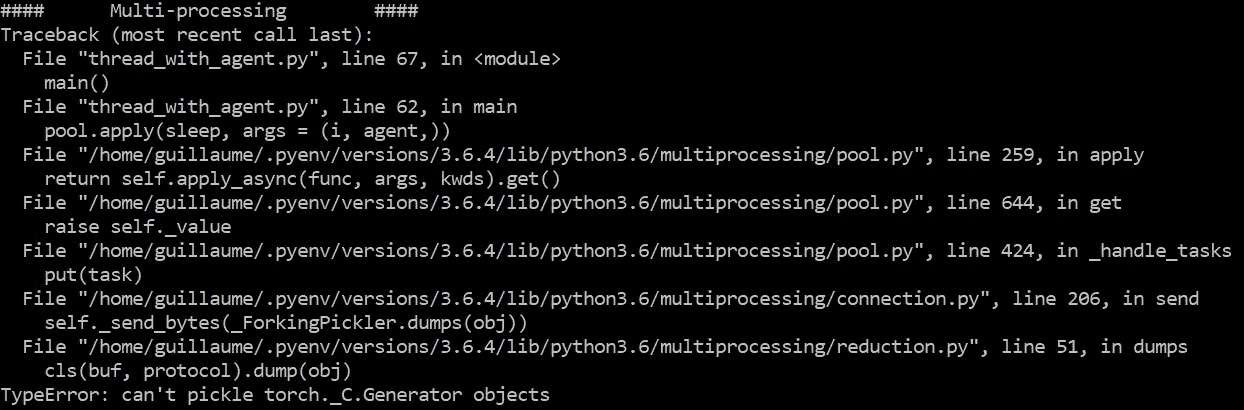 ####      Multi-processing        ####
Traceback (most recent call last):
  File "thread_with_agent.py", line 67, in <module>
    main()
  File "thread_with_agent.py", line 62, in main
    pool.apply(sleep, args = (i, agent,))
  File "/home/guillaume/.pyenv/versions/3.6.4/lib/python3.6/multiprocessing/pool.py", line 259, in apply
    return self.apply_async(func, args, kwds).get()
  File "/home/guillaume/.pyenv/versions/3.6.4/lib/python3.6/multiprocessing/pool.py", line 644, in get
    raise self._value
  File "/home/guillaume/.pyenv/versions/3.6.4/lib/python3.6/multiprocessing/pool.py", line 424, in _handle_tasks
    put(task)
  File "/home/guillaume/.pyenv/versions/3.6.4/lib/python3.6/multiprocessing/connection.py", line 206, in send
    self._send_bytes(_ForkingPickler.dumps(obj))
  File "/home/guillaume/.pyenv/versions/3.6.4/lib/python3.6/multiprocessing/reduction.py", line 51, in dumps
    cls(buf, protocol).dump(obj)
TypeError: can't pickle torch._C.Generator objects